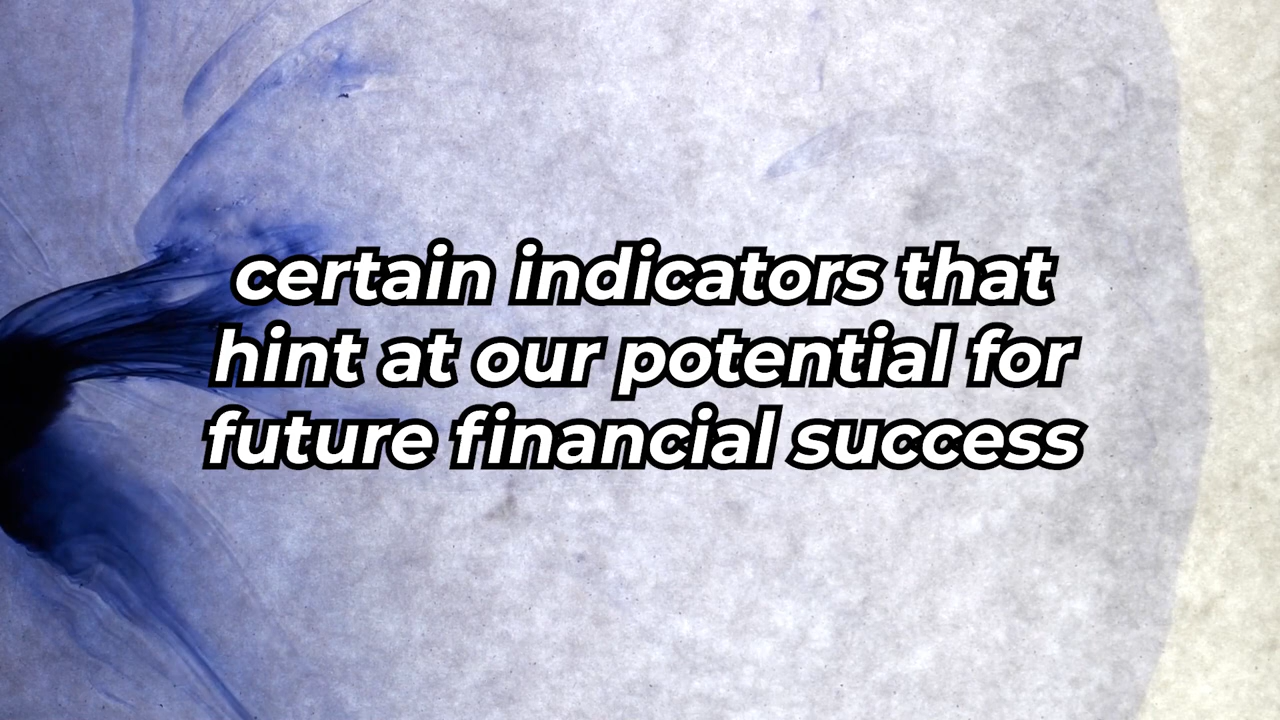 certain indicators that
hint at our potential for
future financial success